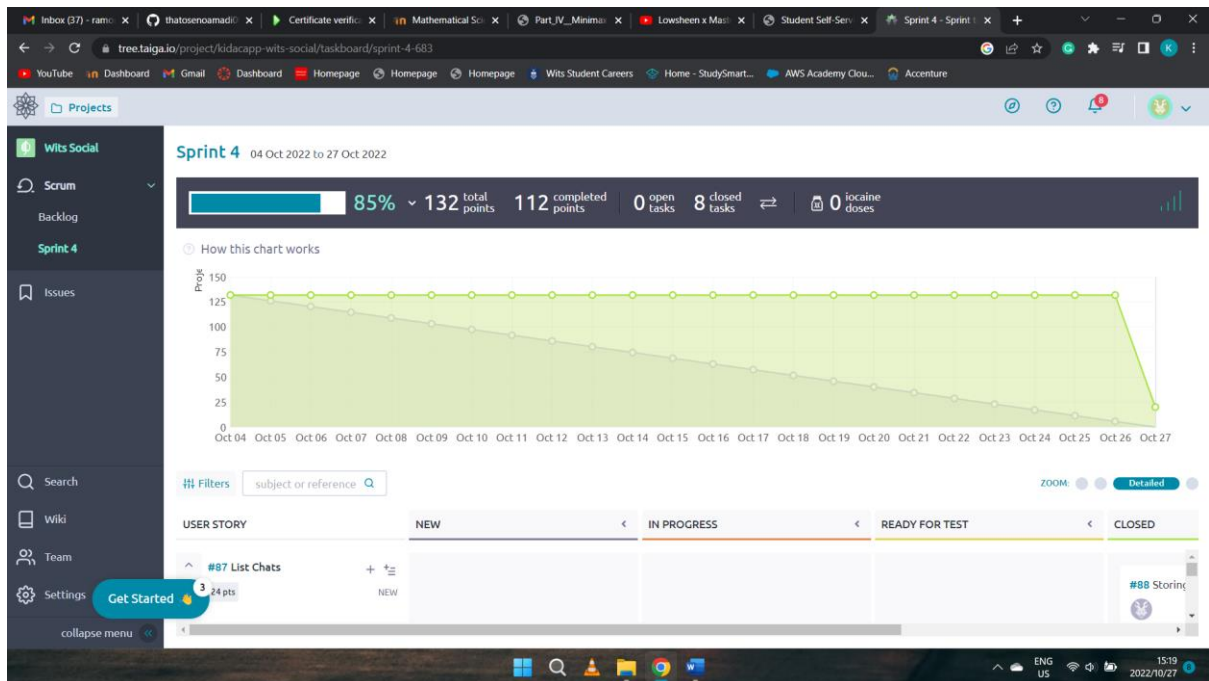 Inbox (37) - ramo
thatosenoamadi
Certificate verific
Mathematical Sci
Part_IV_Minimax
Lowsheen x Mast
Student Self-Serv
Sprint 4 - Sprint
tree.taiga.io/project/kidacapp-wits-social/taskboard/sprint-4-683
K
YouTube
Dashboard
Gmail
Dashboard
Homepage
Homepage
Homepage
Wits Student Careers
Home - StudySmart...
AWS Academy Clou...
Accenture
Projects
8
Wits Social
Scrum
Backlog
Sprint 4
Issues
Search
Wiki
Team
Settings
Get Started
3
collapse menu
Sprint 4 04 Oct 2022 to 27 Oct 2022
85% 132 total points 112 completed points 0 open tasks 8 closed tasks 0 iocaine doses
How this chart works
Proje
150
125
100
75
50
25
0
Oct 04 Oct 05 Oct 06 Oct 07 Oct 08 Oct 09 Oct 10 Oct 11 Oct 12 Oct 13 Oct 14 Oct 15 Oct 16 Oct 17 Oct 18 Oct 19 Oct 20 Oct 21 Oct 22 Oct 23 Oct 24 Oct 25 Oct 26 Oct 27
Filters
subject or reference
ZOOM:
Detailed
USER STORY
NEW
IN PROGRESS
READY FOR TEST
CLOSED
#87 List Chats
24 pts
NEW
#88 Storing
ENG
US
15:19
2022/10/27